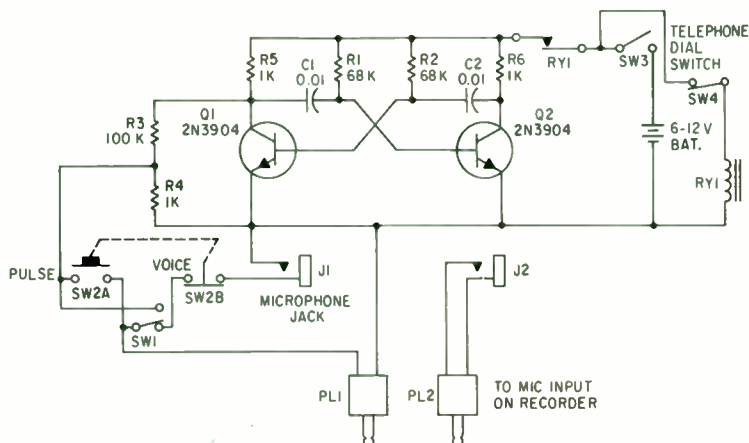 R5
1K
C1
0.01
R1
68K
R2
68K
C2
0.01
R6
1K
RY1
SW3
TELEPHONE
DIAL
SWITCH
SW4
Q1
2N3904
Q2
2N3904
R3
100K
6-12V
BAT.
RY1
R4
1K
PULSE
SW2A
VOICE
SW2B
J1
MICROPHONE
JACK
J2
SW1
PL1
PL2
TO MIC INPUT
ON RECORDER